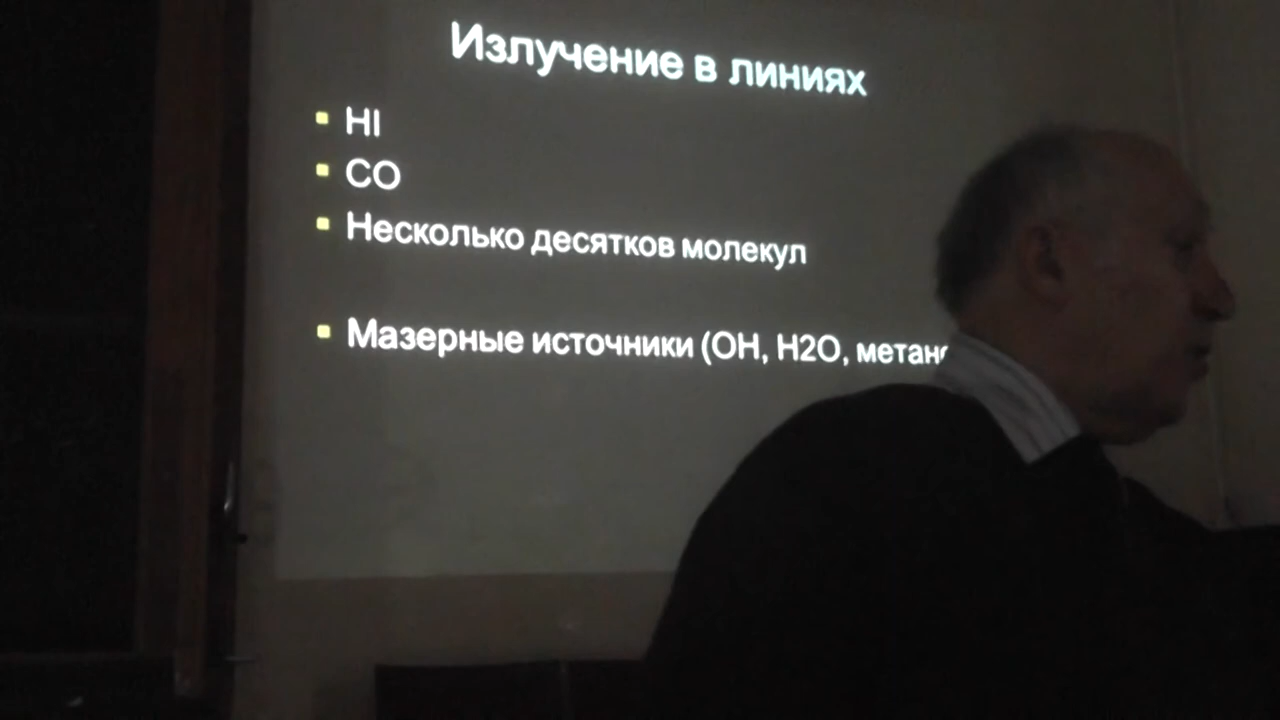 Излучение в линиях
HI
CO
Несколько десятков молекул
Мазерные источники (OH, H2O,